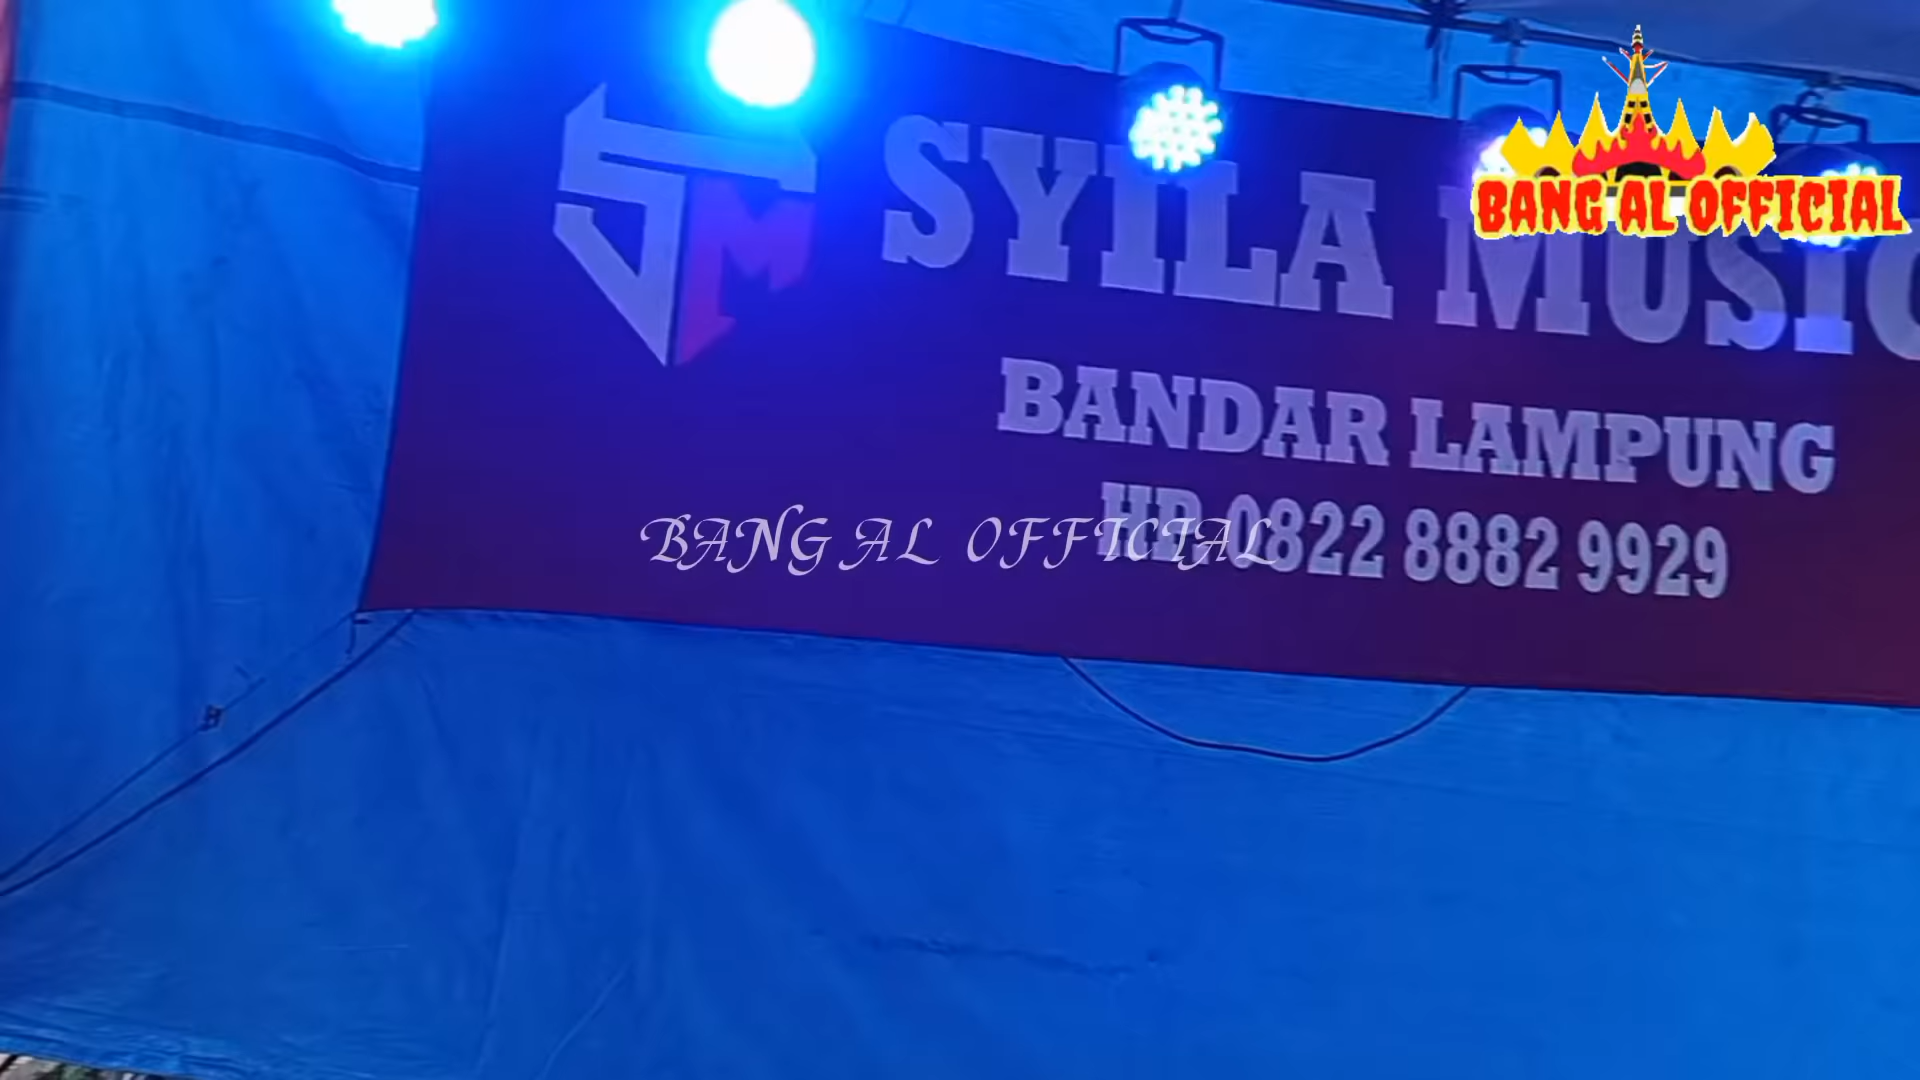 BANG AL OFFICIAL
SM
SYILA MUSIC
BANDAR LAMPUNG
HP. 0822 8882 9929
BANG AL OFFICIAL